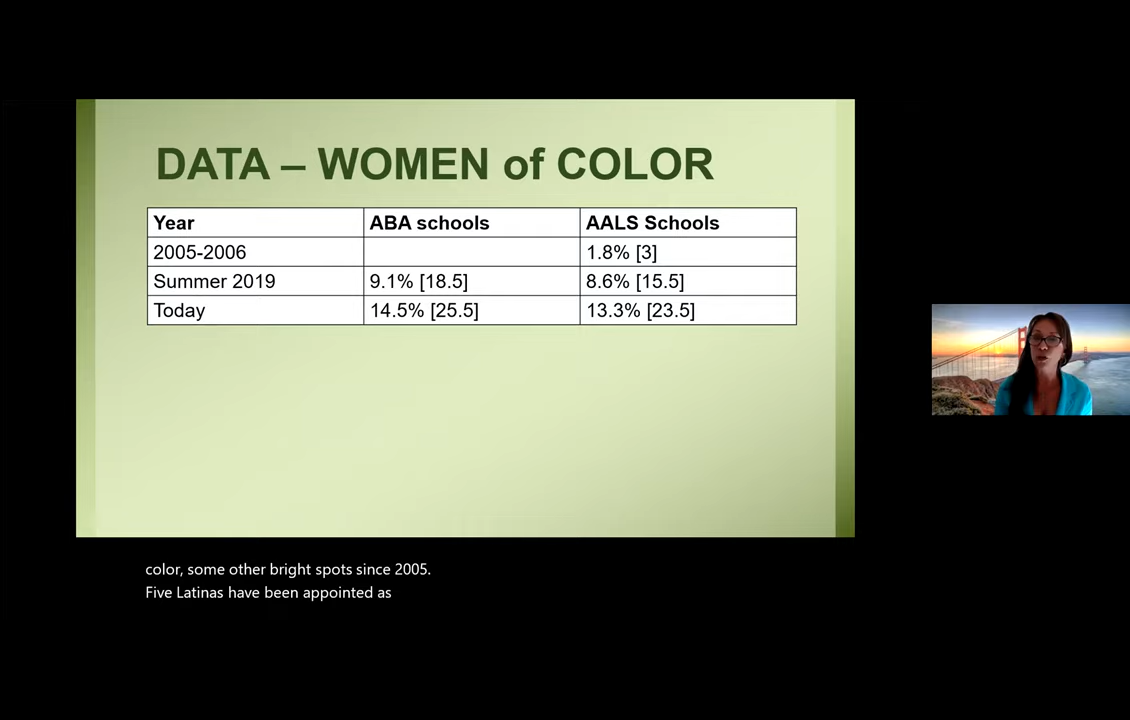 DATA – WOMEN of COLOR
Year ABA schools AALS Schools
2005-2006 1.8% [3]
Summer 2019 9.1% [18.5] 8.6% [15.5]
Today 14.5% [25.5] 13.3% [23.5]
color, some other bright spots since 2005.
Five Latinas have been appointed as